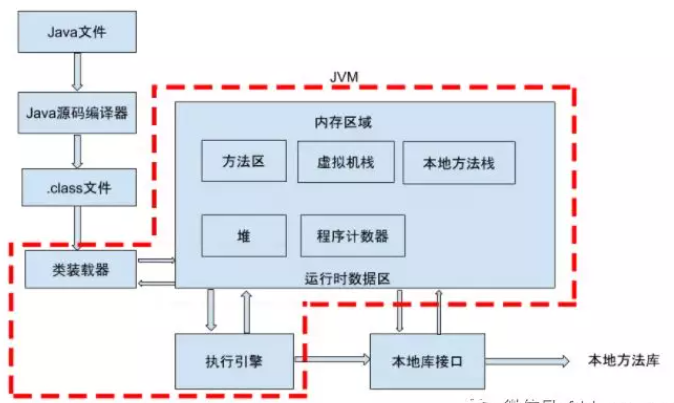 Java文件
JVM
Java源码编译器
内存区域
方法区
虚拟机栈
本地方法栈
.class文件
堆
程序计数器
类装载器
运行时数据区
执行引擎
本地库接口
本地方法库